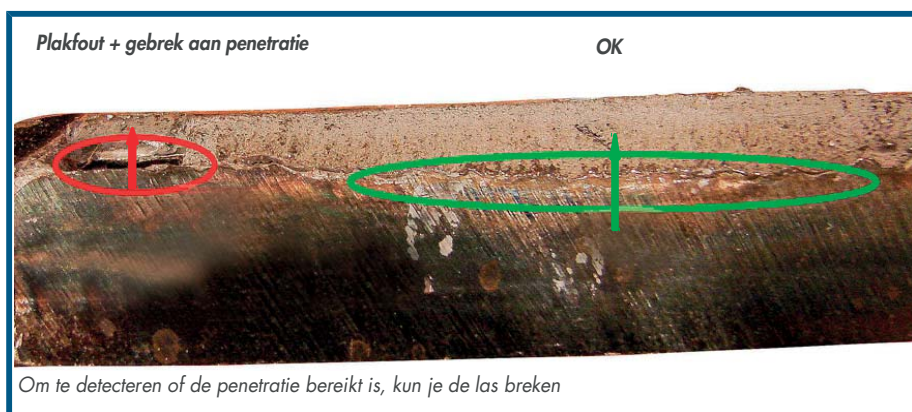 Plakfout + gebrek aan penetratie
OK
Om te detecteren of de penetratie bereikt is, kun je de las breken